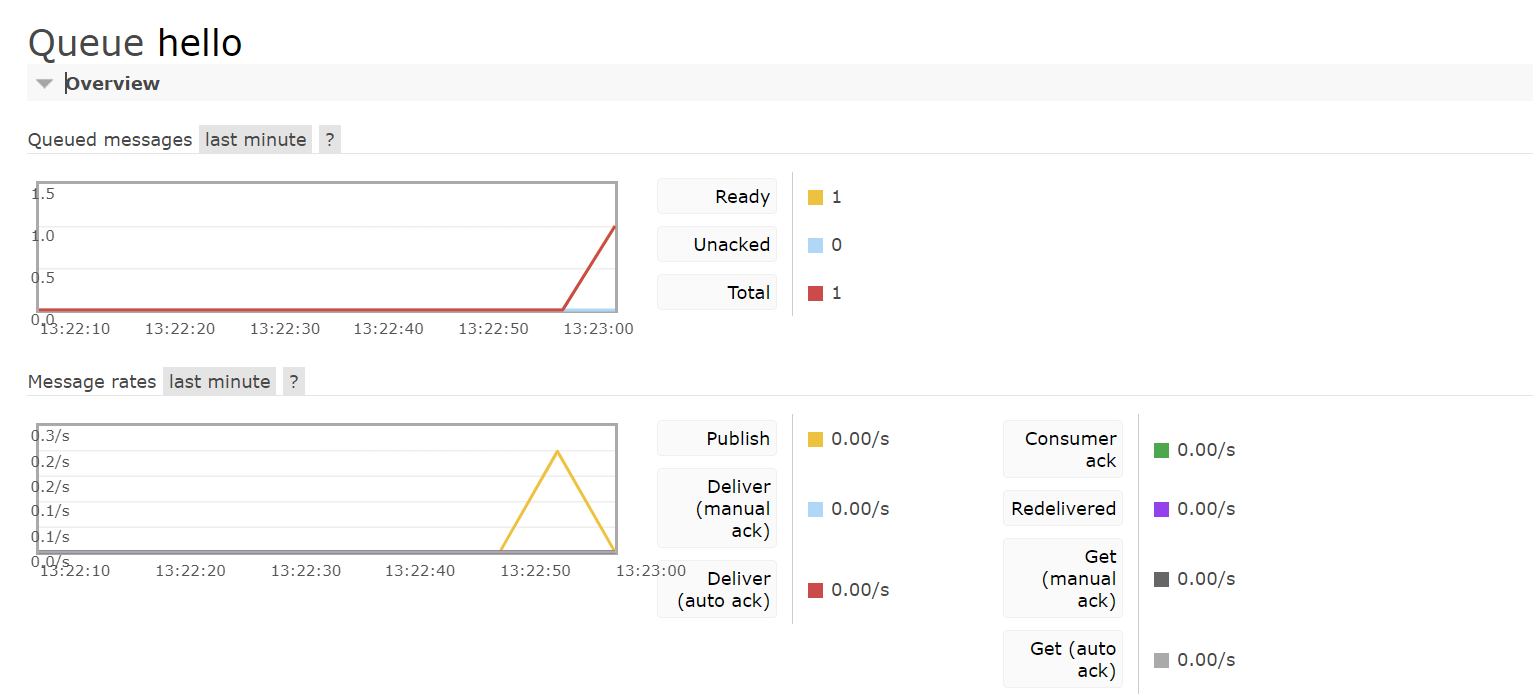 Queue hello
Overview
Queued messages last minute ?
1.5
1.0
0.5
0.0
13:22:10 13:22:20 13:22:30 13:22:40 13:22:50 13:23:00
Ready 1
Unacked 0
Total 1
Message rates last minute ?
0.3/s
0.2/s
0.2/s
0.1/s
0.1/s
0.0/s
13:22:10 13:22:20 13:22:30 13:22:40 13:22:50 13:23:00
Publish 0.00/s
Deliver
(manual 0.00/s
ack)
Deliver
(auto ack) 0.00/s
Consumer
ack 0.00/s
Redelivered 0.00/s
Get
(manual 0.00/s
ack)
Get (auto
ack) 0.00/s